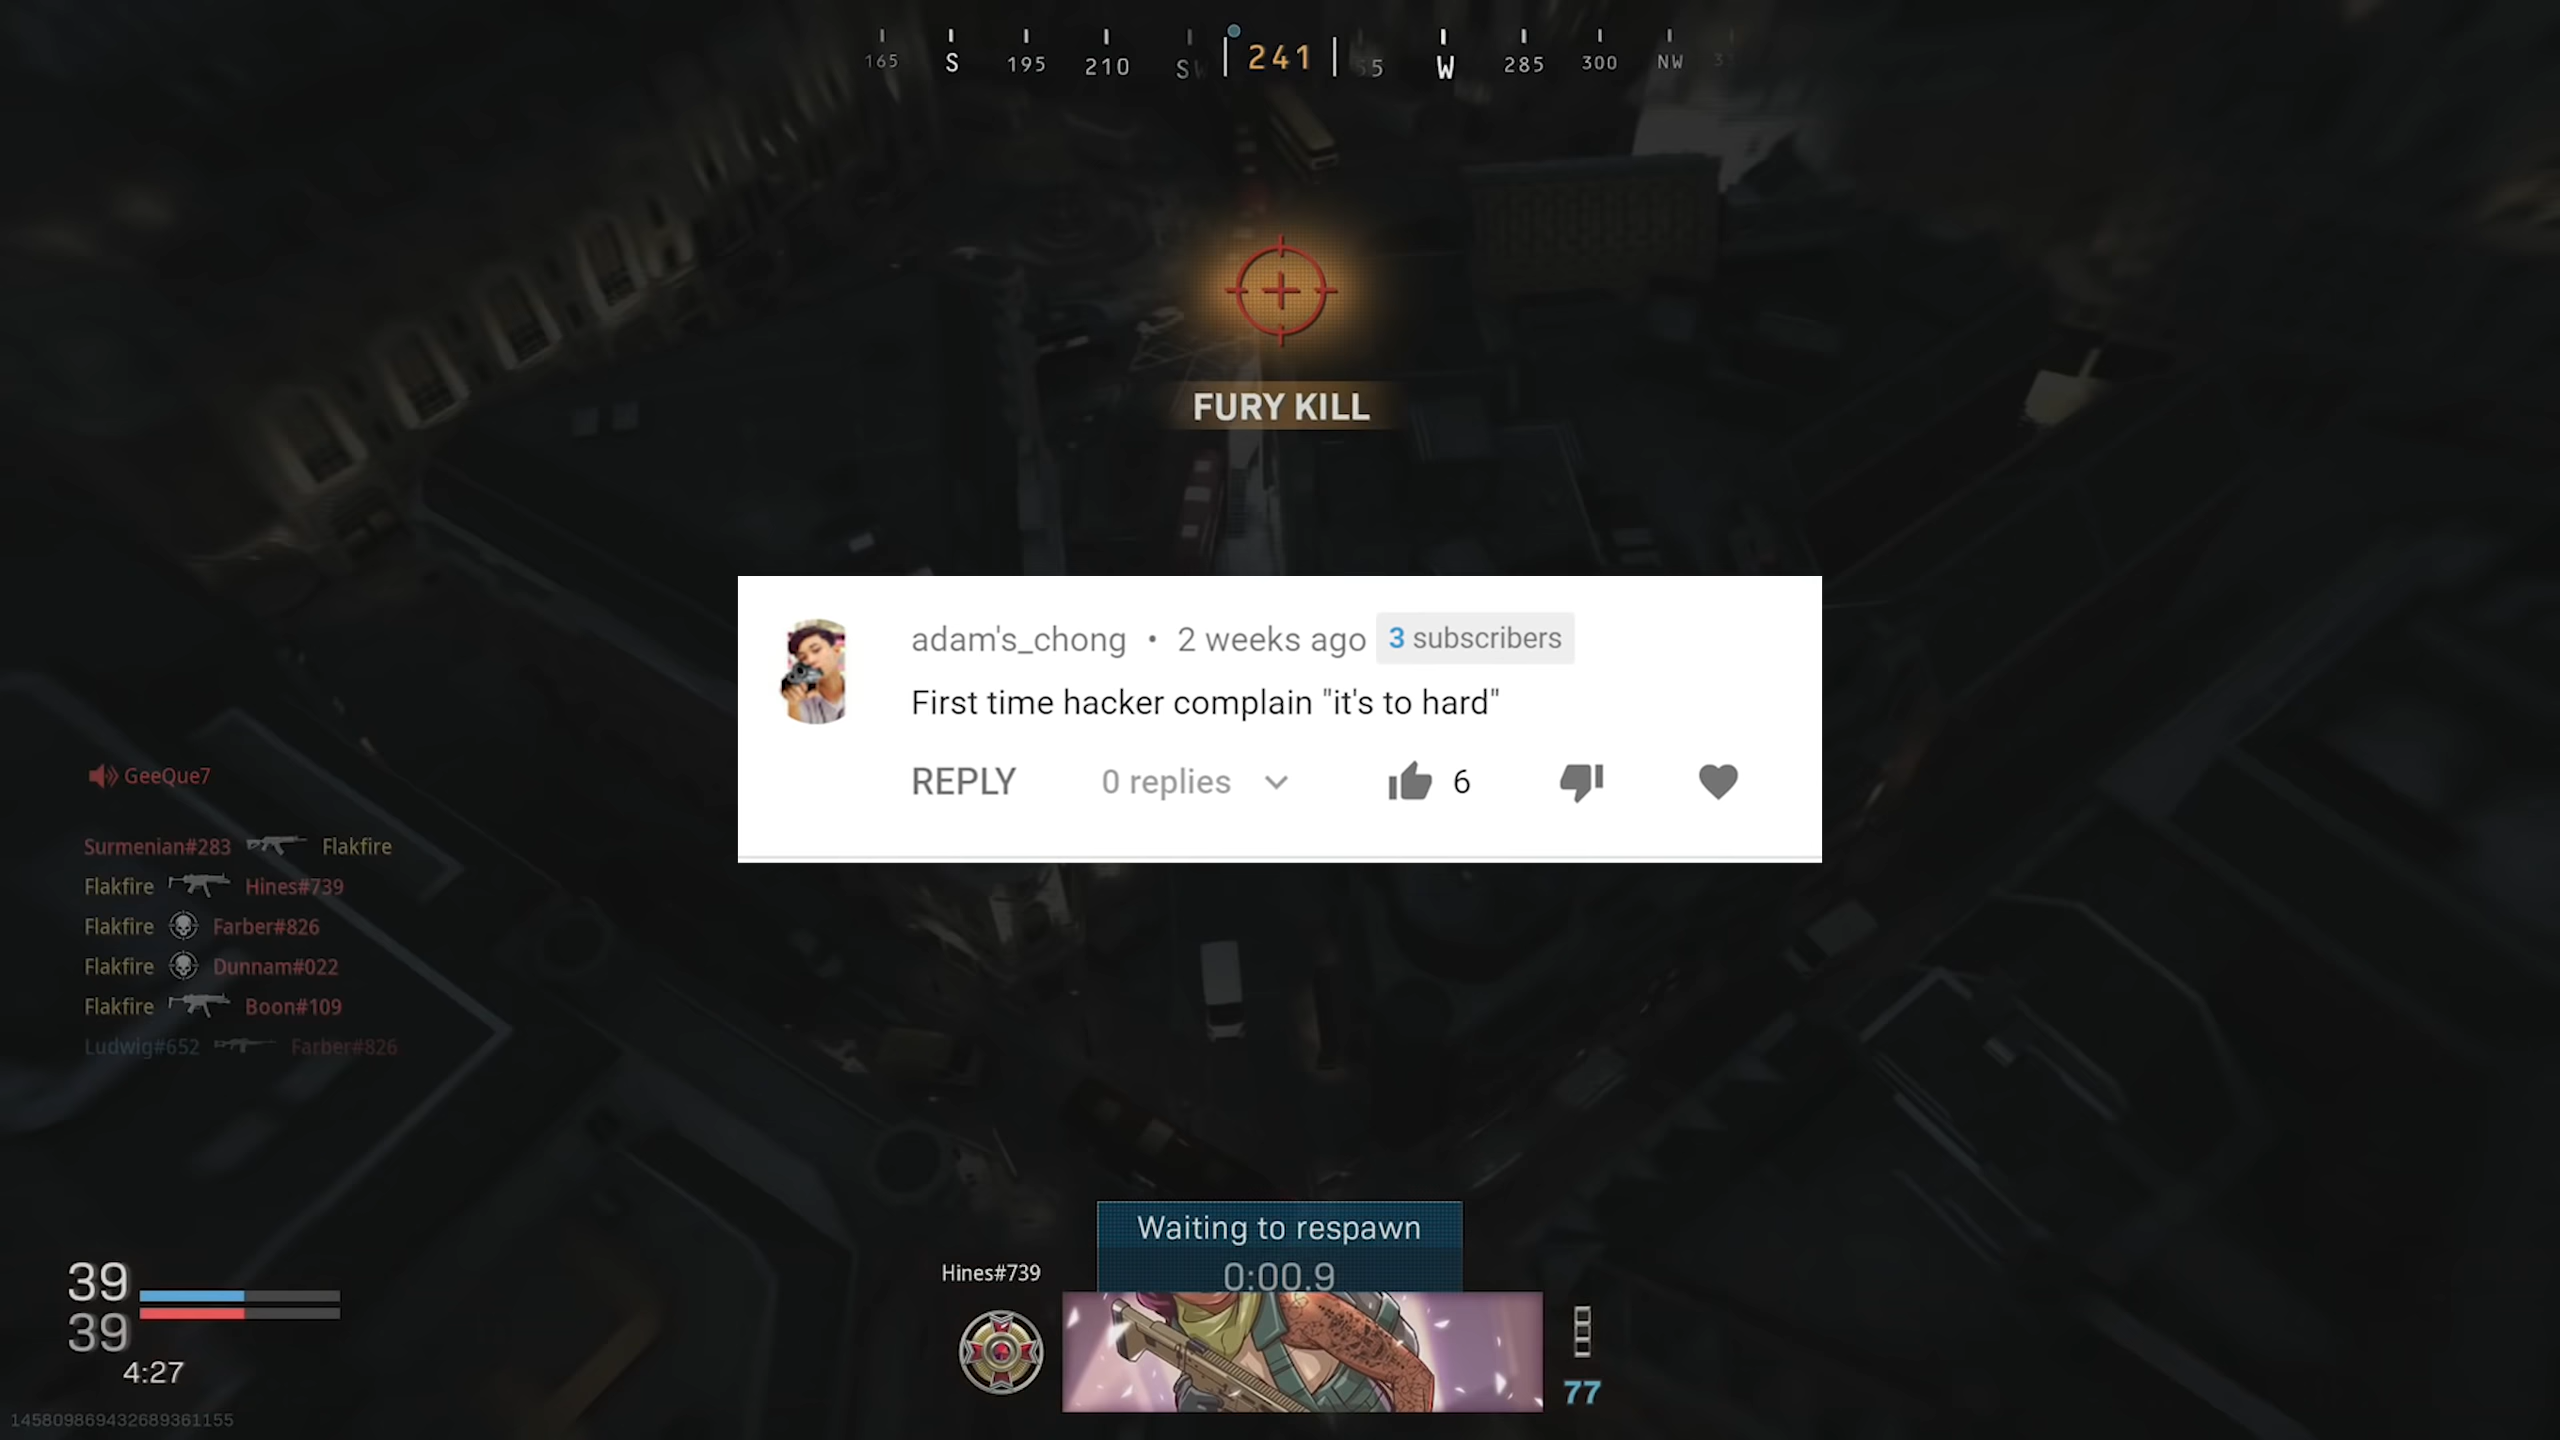 165 S 195 210 SW 241 55 W 285 300 NW
FURY KILL
adam's_chong • 2 weeks ago 3 subscribers
First time hacker complain "it's to hard"
REPLY 0 replies 6
GeeQue7
Surmenian#283 Flakfire
Flakfire Hines#739
Flakfire Farber#826
Flakfire Dunnam#022
Flakfire Boon#109
Ludwig#652 Farber#826
Waiting to respawn
0:00.9
Hines#739
39
39
4:27
77
145809869432689361155